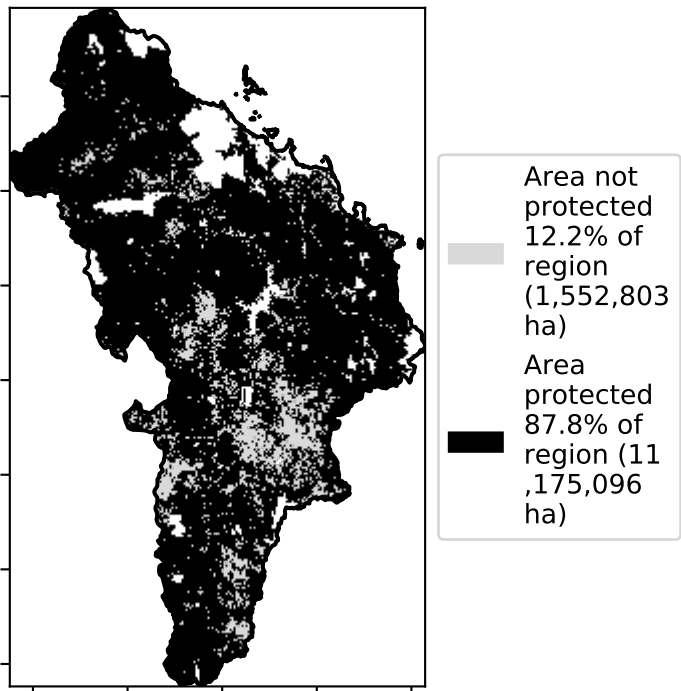 Area not
protected
12.2% of
region
(1,552,803
ha)
Area
protected
87.8% of
region (11
,175,096
ha)